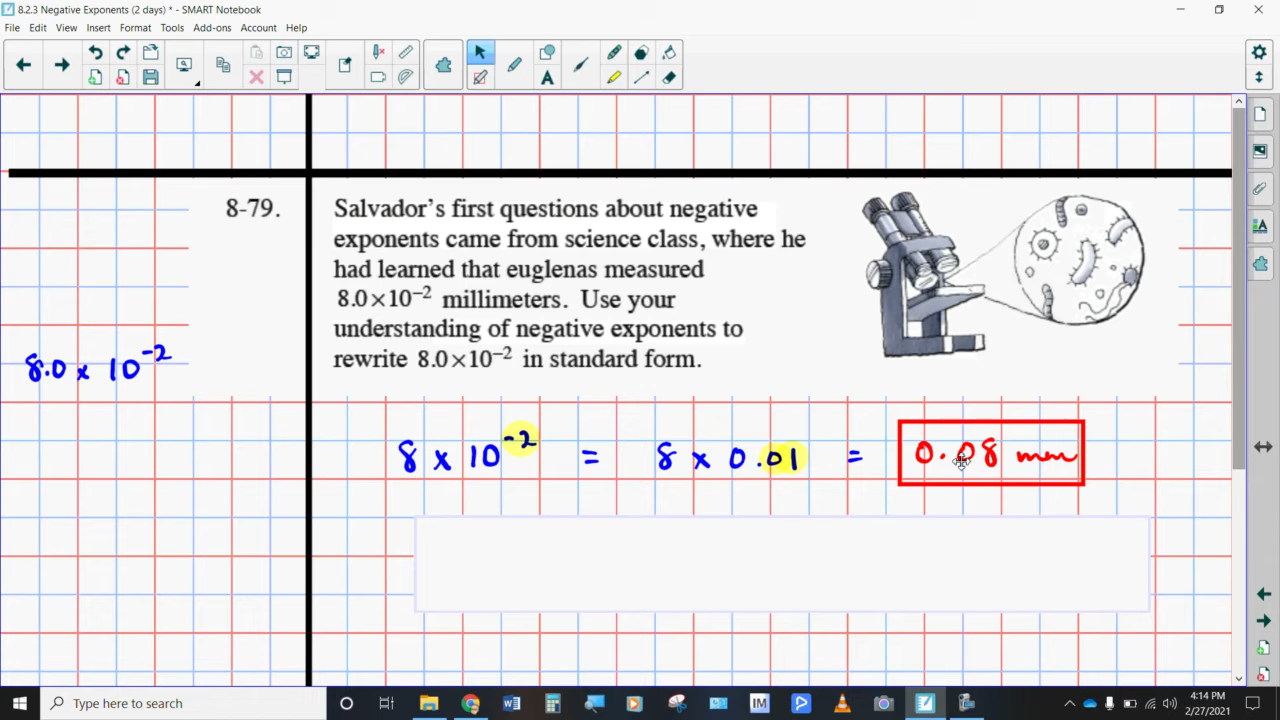 8.2.3 Negative Exponents (2 days) * - SMART Notebook
File Edit View Insert Format Tools Add-ons Account Help
8-79. Salvador's first questions about negative
exponents came from science class, where he
had learned that euglenas measured
8.0×10⁻² millimeters. Use your
understanding of negative exponents to
rewrite 8.0×10⁻² in standard form.
8.0 x 10⁻²
8 x 10⁻² = 8 x 0.01 = 0.08 mm
Type here to search
4:14 PM
2/27/2021